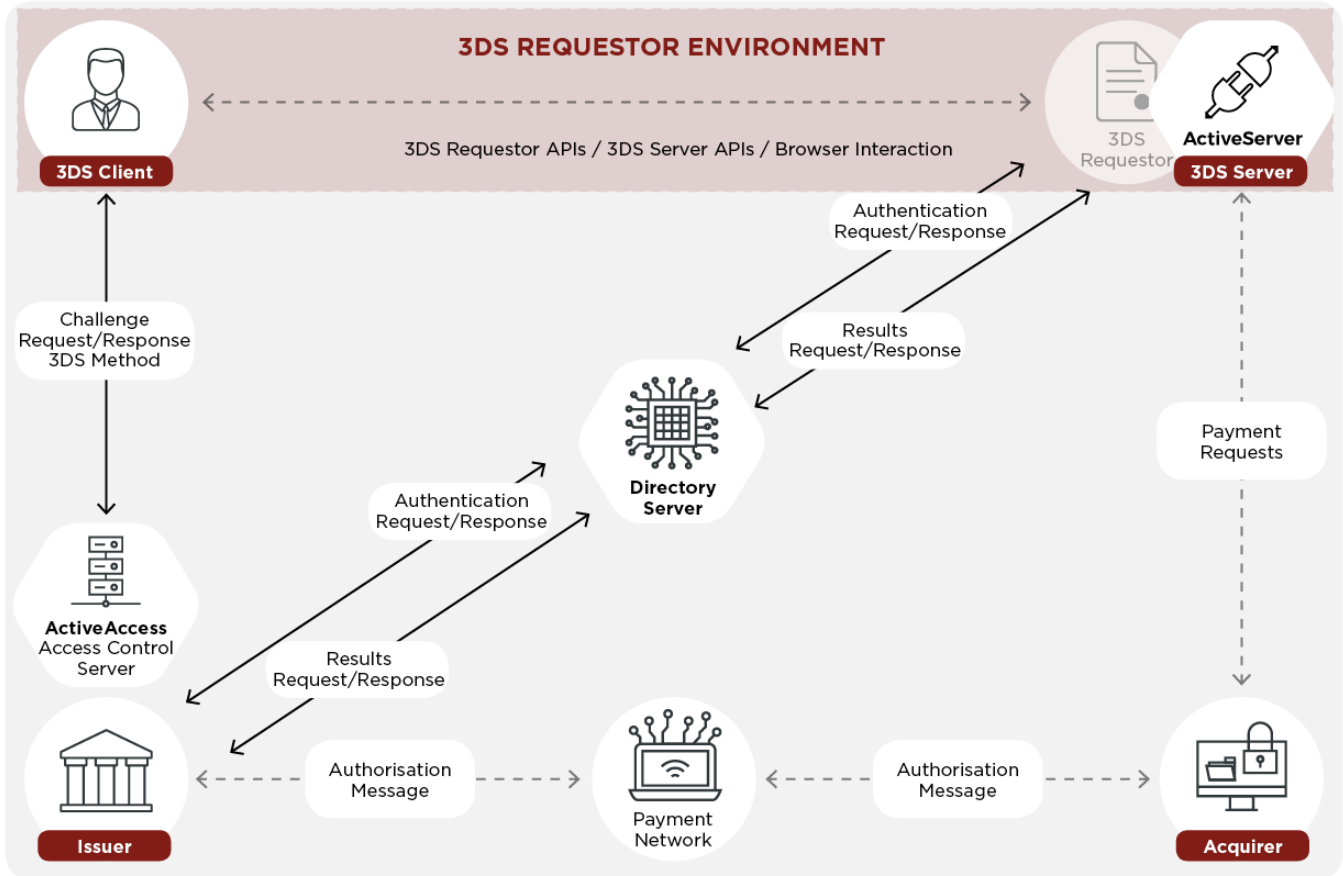 3DS REQUESTOR ENVIRONMENT
3DS Requestor APIs / 3DS Server APIs / Browser Interaction
3DS Client
3DS
Requestor
ActiveServer
3DS Server
Authentication
Request/Response
Results
Request/Response
Challenge
Request/Response
3DS Method
Payment
Requests
Directory
Server
Authentication
Request/Response
Results
Request/Response
ActiveAccess
Access Control
Server
Issuer
Authorisation
Message
Payment
Network
Authorisation
Message
Acquirer